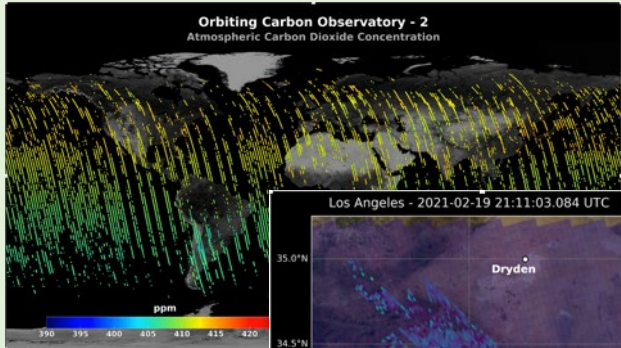 Orbiting Carbon Observatory - 2
Atmospheric Carbon Dioxide Concentration
Los Angeles - 2021-02-19 21:11:03.084 UTC
35.0°N
Dryden
ppm
390 395 400 405 410 415 420
34.5°N